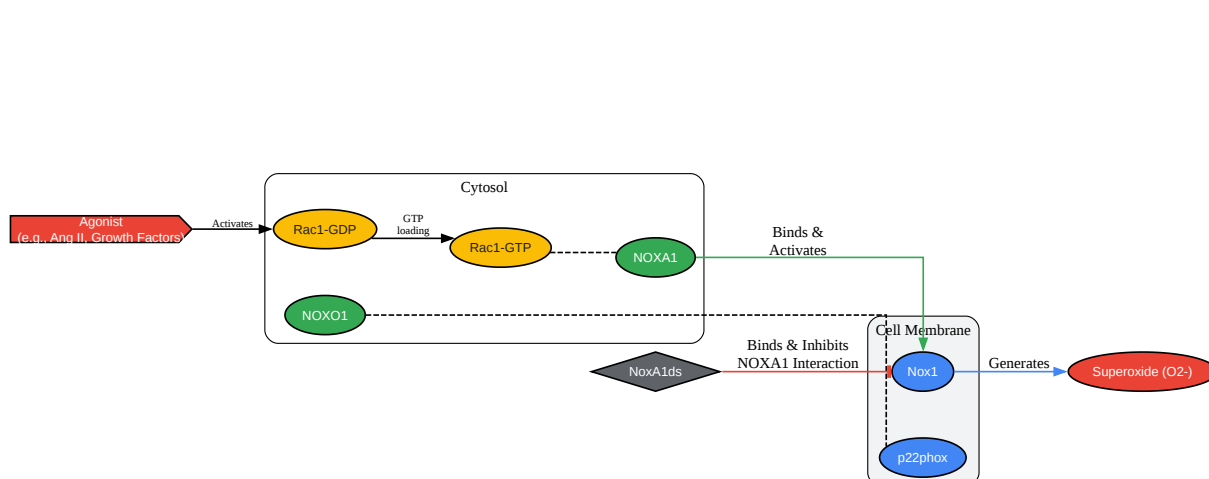 Cytosol
Agonist
(e.g., Ang II, Growth Factors)
Activates
Rac1-GDP
GTP
loading
Rac1-GTP
NOXA1
Binds &
Activates
NOXO1
Cell Membrane
NoxA1ds
Binds & Inhibits
NOXA1 Interaction
Nox1
Generates
Superoxide (O2-)
p22phox